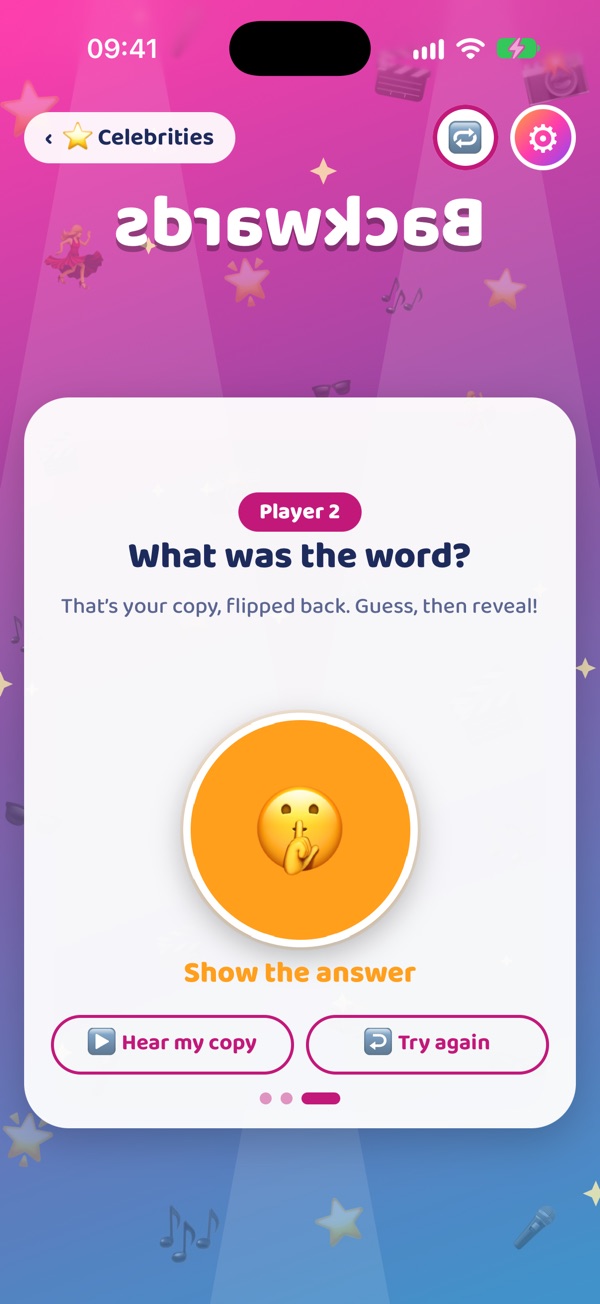 09:41
‹ ⭐ Celebrities
Backwards
Player 2
What was the word?
That's your copy, flipped back. Guess, then reveal!
Show the answer
Hear my copy
Try again